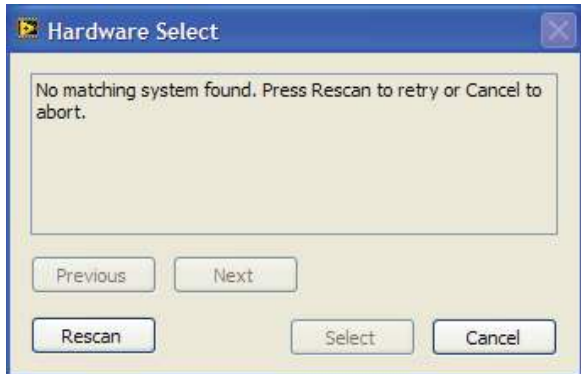 Hardware Select
No matching system found. Press Rescan to retry or Cancel to
abort.
Previous
Next
Rescan
Select
Cancel